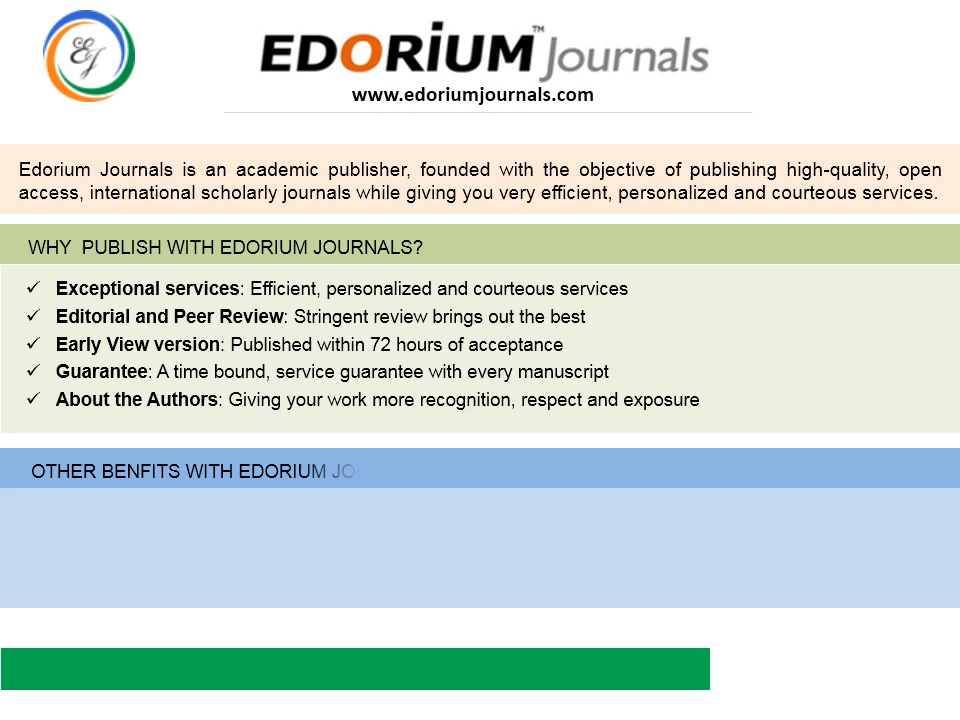 EJ
EDORiUM™ Journals
www.edoriumjournals.com
Edorium Journals is an academic publisher, founded with the objective of publishing high-quality, open
access, international scholarly journals while giving you very efficient, personalized and courteous services.
WHY PUBLISH WITH EDORIUM JOURNALS?
✓ Exceptional services: Efficient, personalized and courteous services
✓ Editorial and Peer Review: Stringent review brings out the best
✓ Early View version: Published within 72 hours of acceptance
✓ Guarantee: A time bound, service guarantee with every manuscript
✓ About the Authors: Giving your work more recognition, respect and exposure
OTHER BENFITS WITH EDORIUM JO